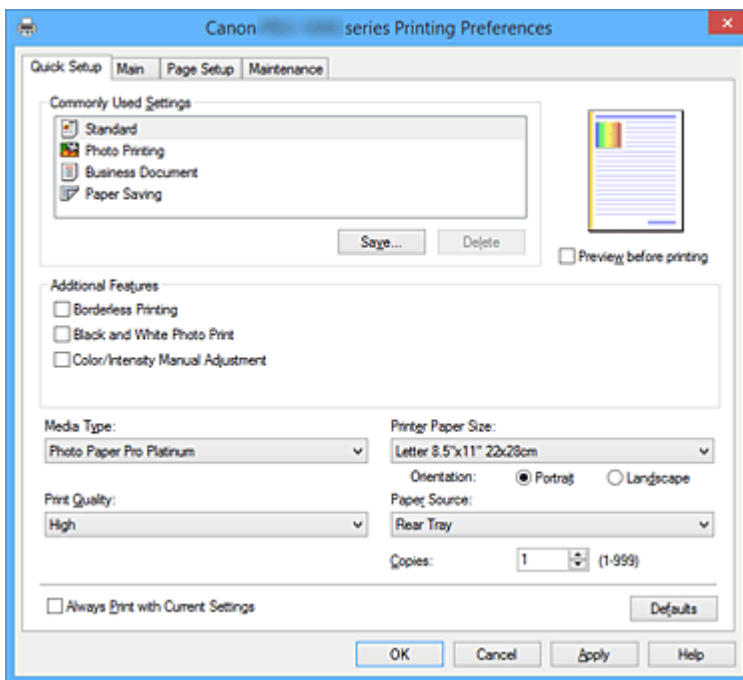 Canon series Printing Preferences
Quick Setup Main Page Setup Maintenance
Commonly Used Settings
Standard
Photo Printing
Business Document
Paper Saving
Save... Delete
Preview before printing
Addtional Features
Borderless Printing
Black and White Photo Print
Color/Intensity Manual Adjustment
Media Type: Printer Paper Size:
Photo Paper Pro Platinum Letter 8.5"x11" 22x28cm
Orientation: Portrait Landscape
Print Quality: Paper Source:
High Rear Tray
Copies: 1 (1-999)
Always Print with Current Settings Defaults
OK Cancel Apply Help